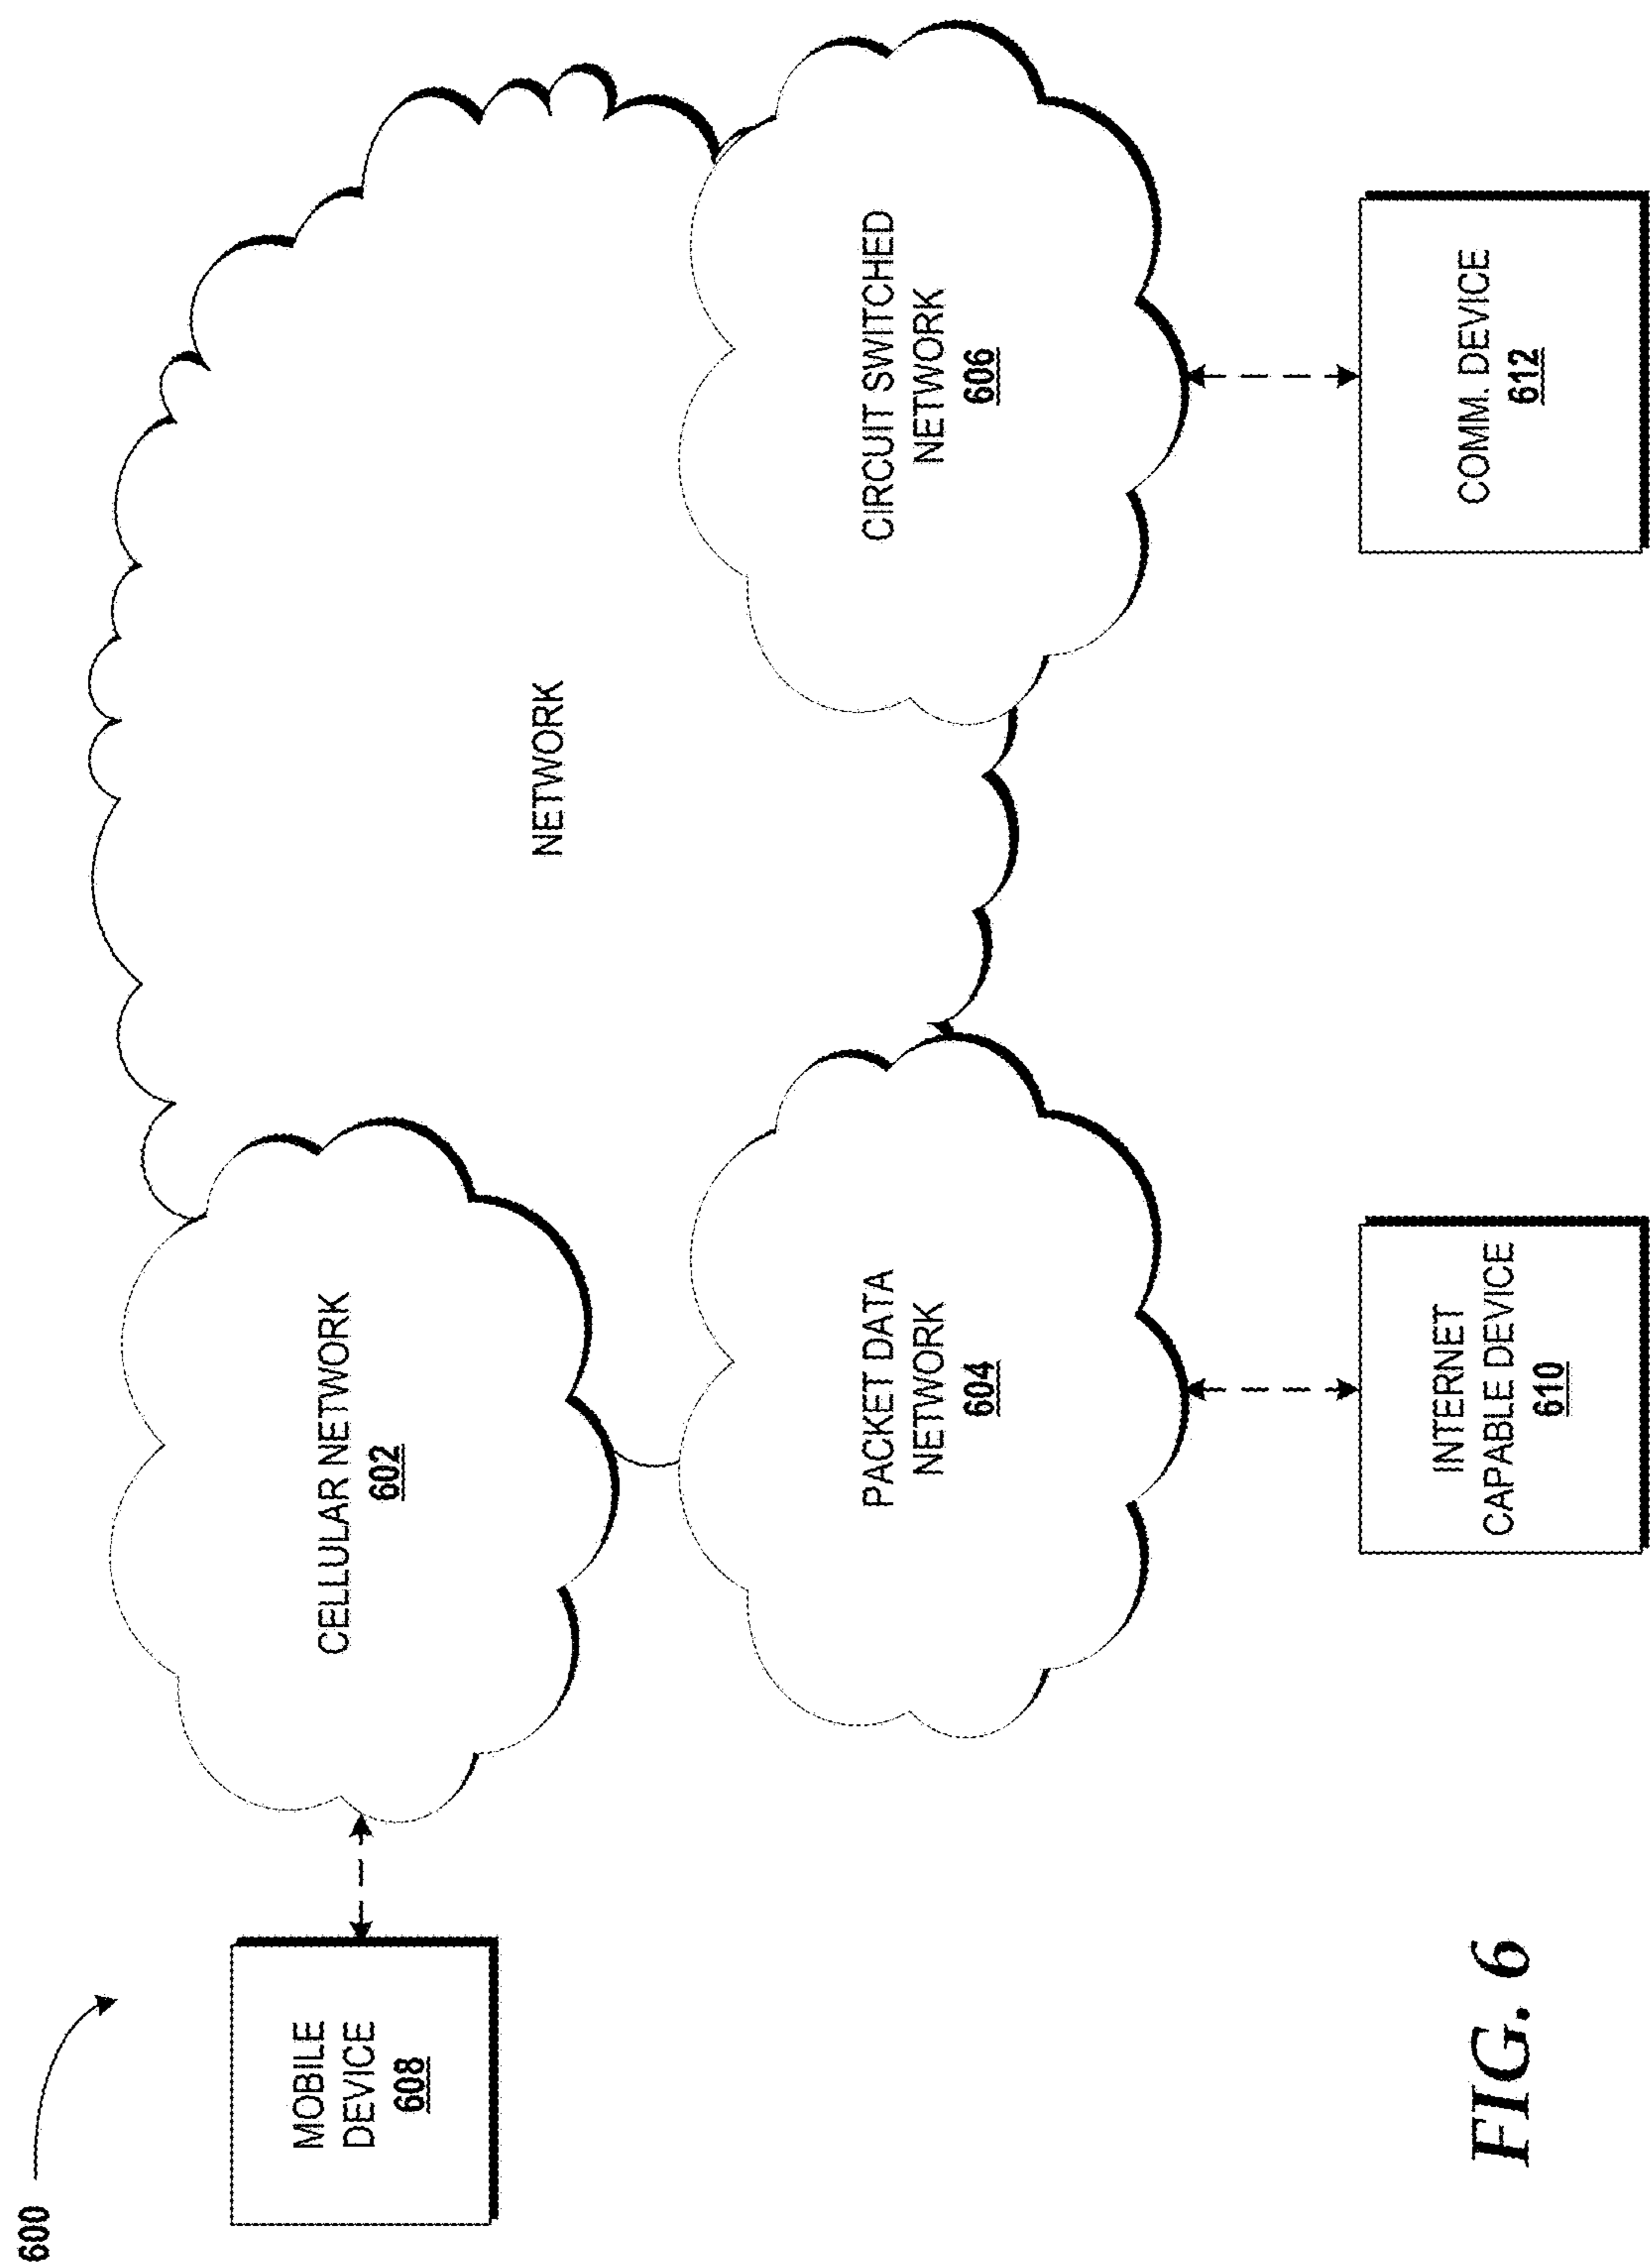 600
MOBILE
DEVICE
608
CELLULAR NETWORK
602
NETWORK
PACKET DATA
NETWORK
604
CIRCUIT SWITCHED
NETWORK
606
INTERNET
CAPABLE DEVICE
610
COMM. DEVICE
612
FIG. 6